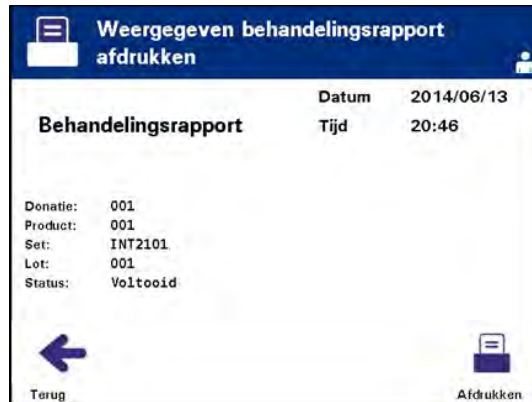 Weergegeven behandelingsrapport
afdrukken
Datum 2014/06/13
Behandelingsrapport Tijd 20:46
Donatie: 001
Product: 001
Set: INT2101
Lot: 001
Status: Voltooid
Terug Afdrukken